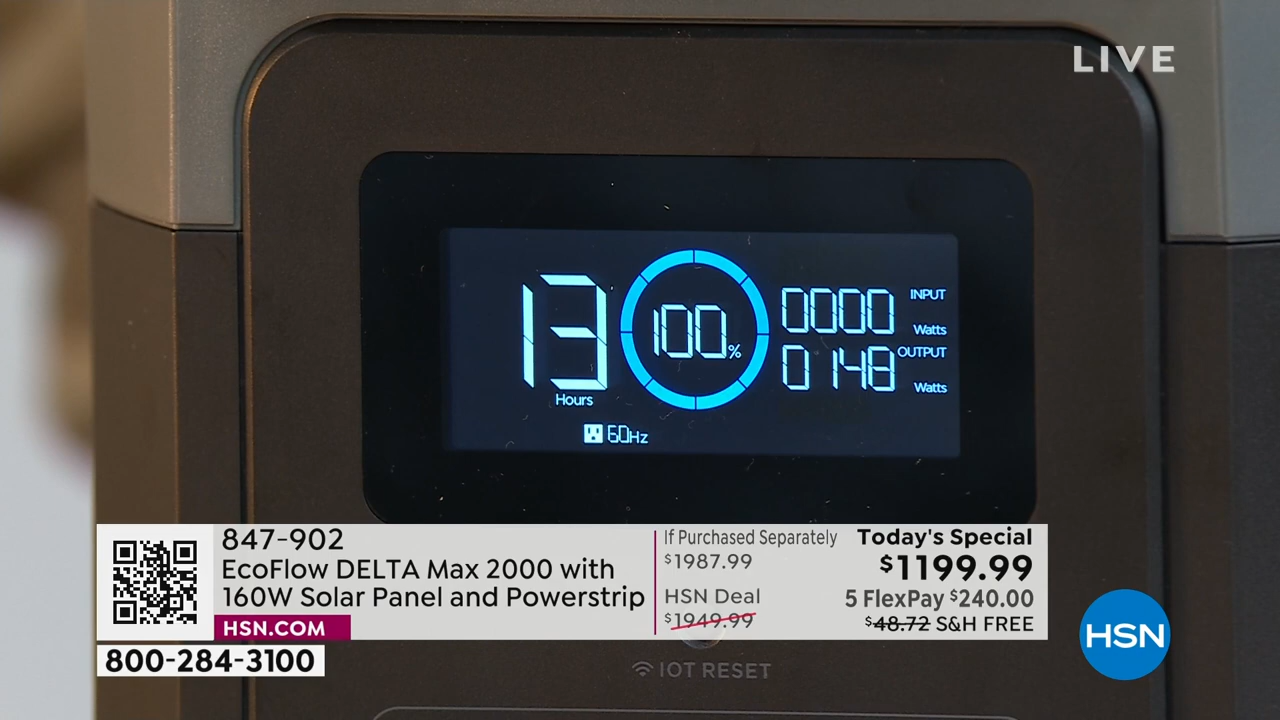 LIVE
13
Hours
100%
0000
INPUT
Watts
0148
OUTPUT
Watts
60Hz
847-902
EcoFlow DELTA Max 2000 with
160W Solar Panel and Powerstrip
HSN.COM
800-284-3100
If Purchased Separately
$1987.99
HSN Deal
$1949.99
Today's Special
$1199.99
5 FlexPay $240.00
$48.72 S&H FREE
HSN
IOT RESET